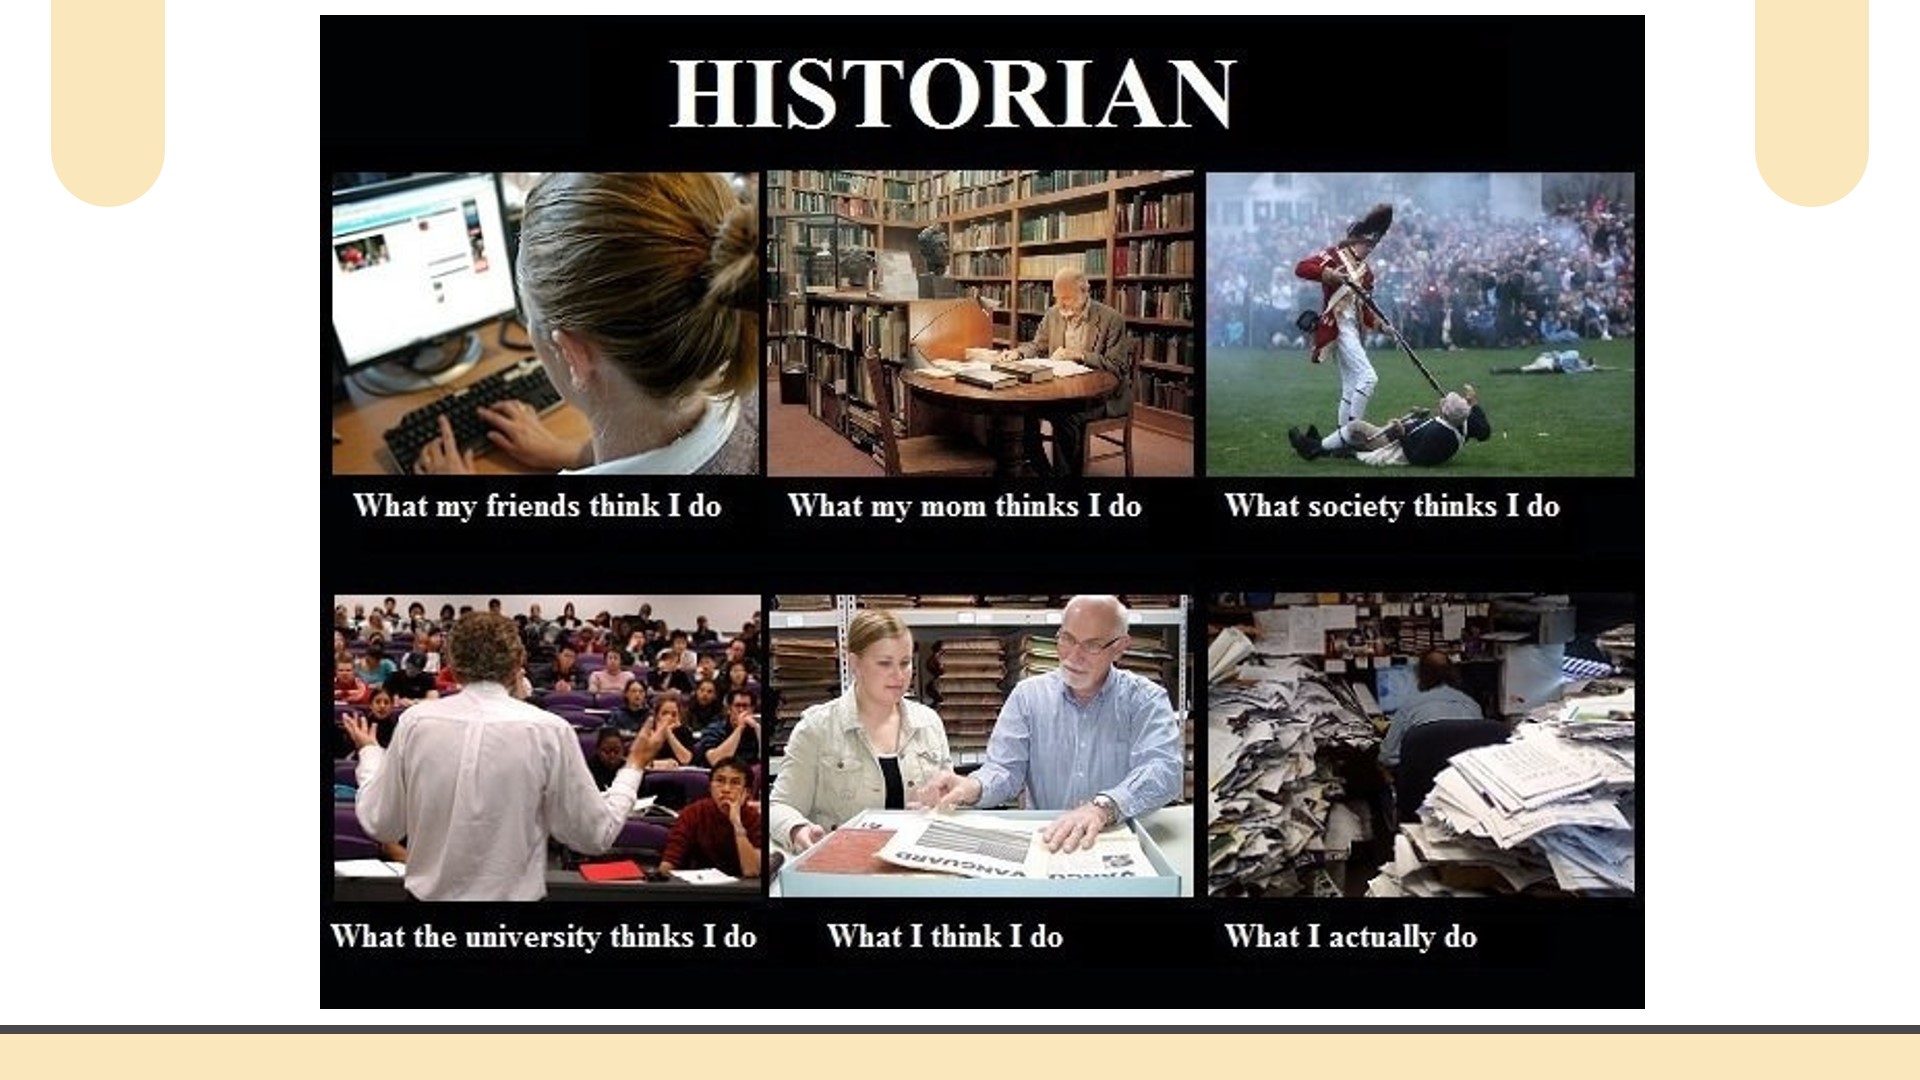 HISTORIAN
What my friends think I do
What my mom thinks I do
What society thinks I do
VANGUARD
What the university thinks I do
What I think I do
What I actually do